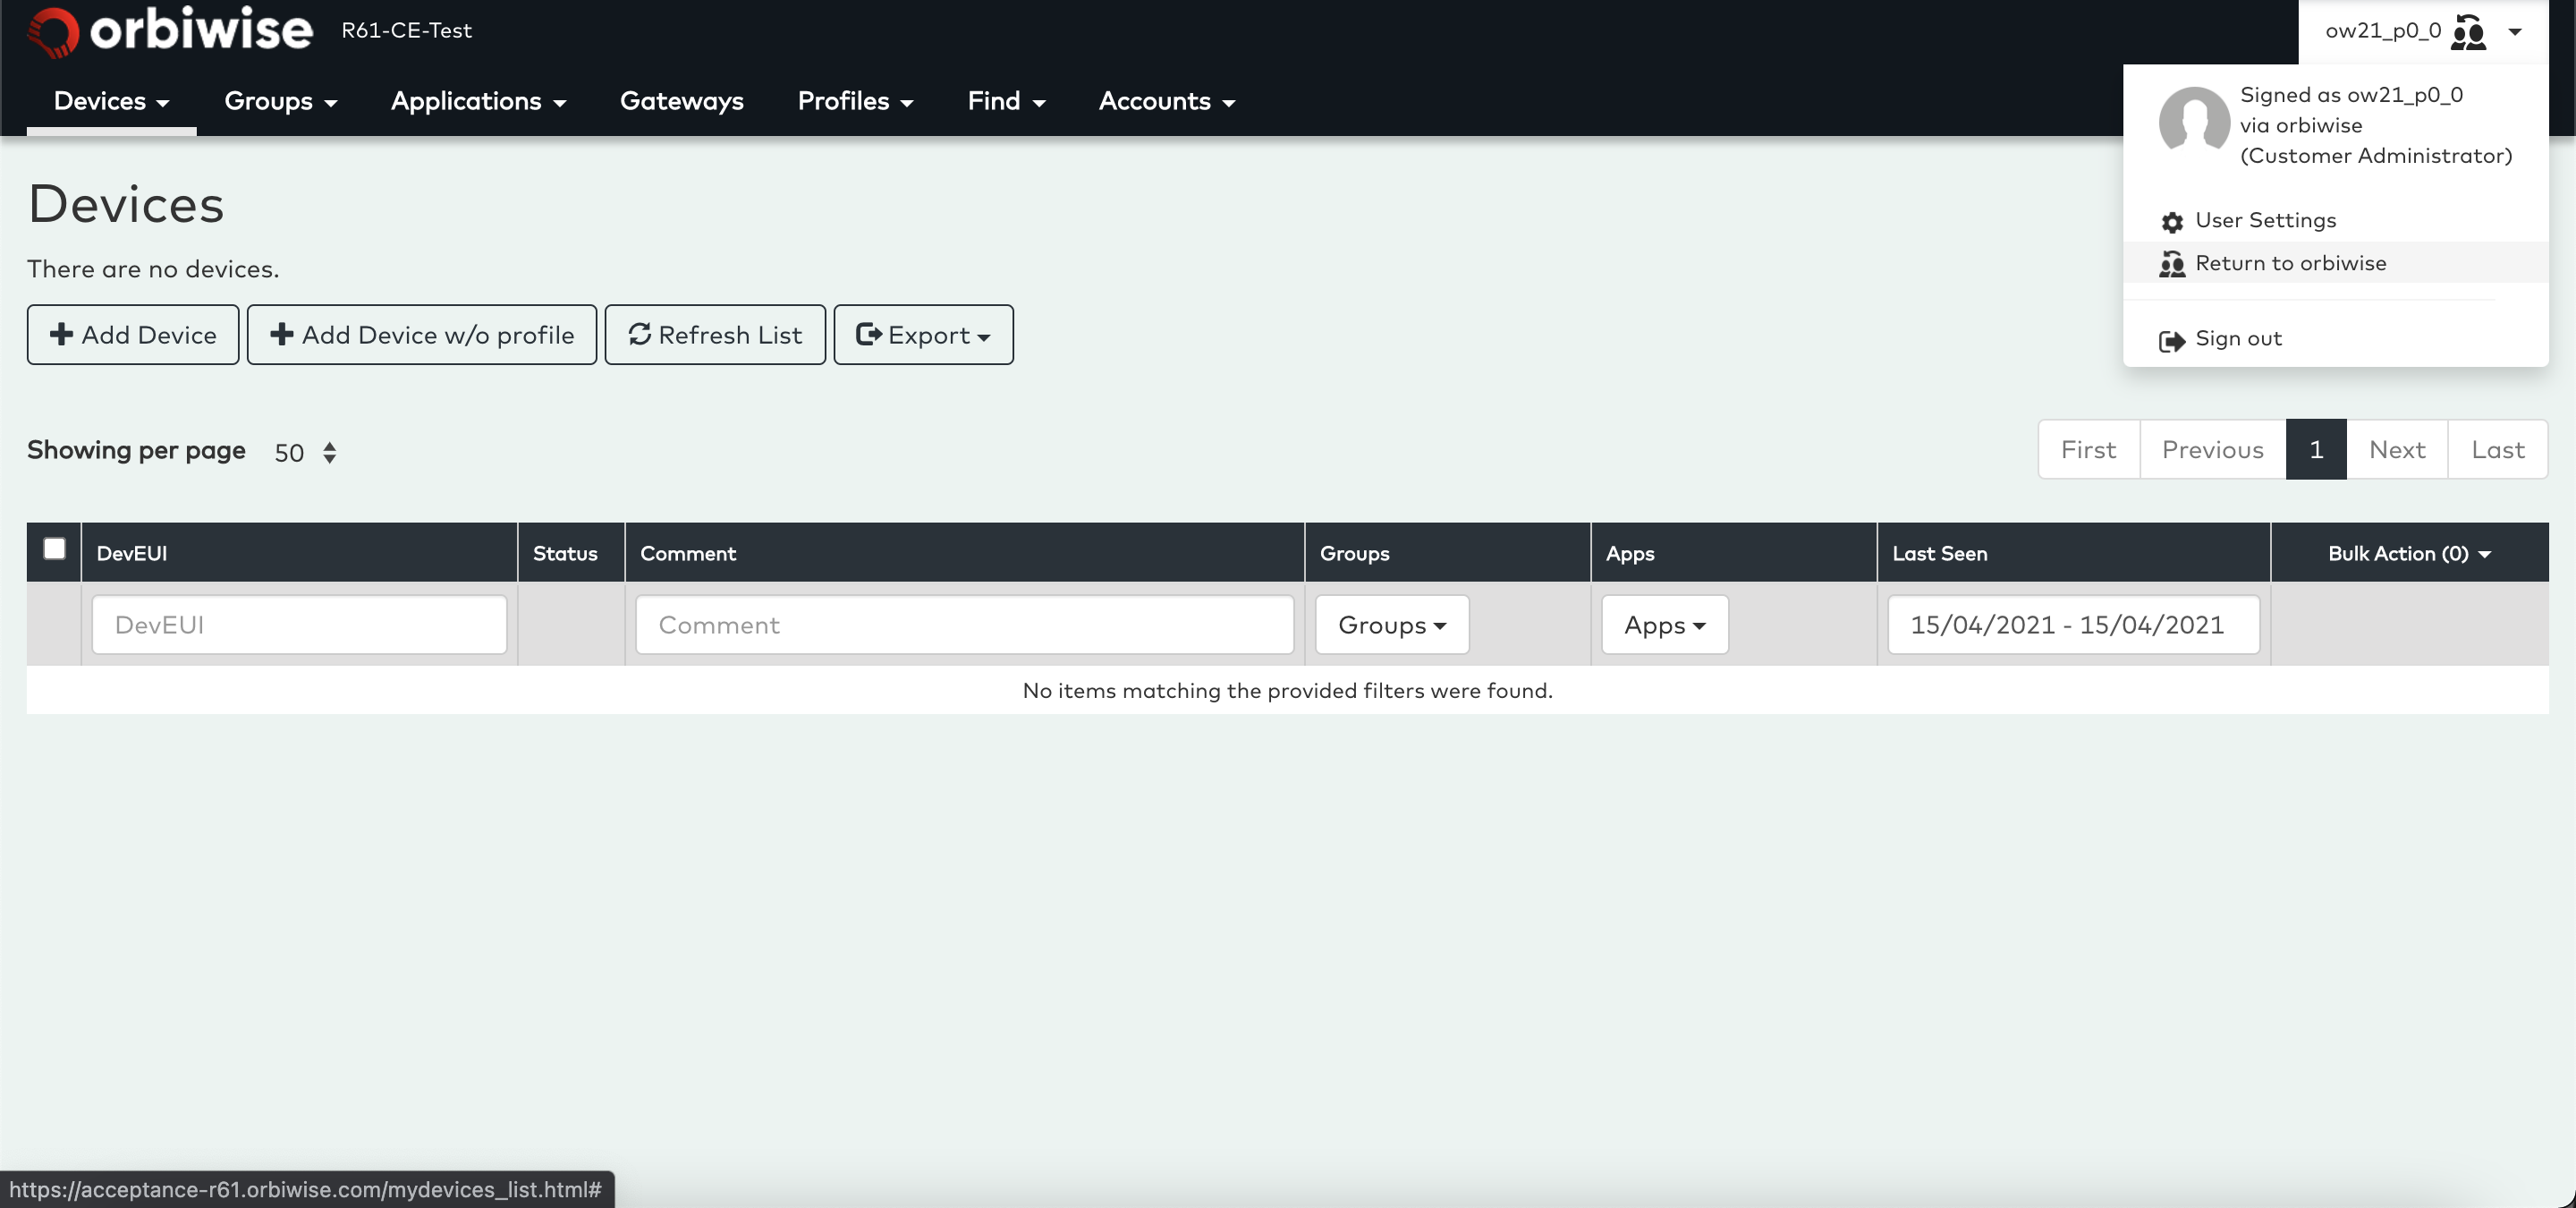 orbiwise R61-CE-Test ow21_p0_0
Devices Groups Applications Gateways Profiles Find Accounts
Signed as ow21_p0_0
via orbiwise
(Customer Administrator)
User Settings
Return to orbiwise
Sign out
Devices
There are no devices.
Add Device Add Device w/o profile Refresh List Export
Showing per page 50 First Previous 1 Next Last
DevEUI Status Comment Groups Apps Last Seen Bulk Action (0)
DevEUI Comment Groups Apps 15/04/2021 - 15/04/2021
No items matching the provided filters were found.
https://acceptance-r61.orbiwise.com/mydevices_list.html#